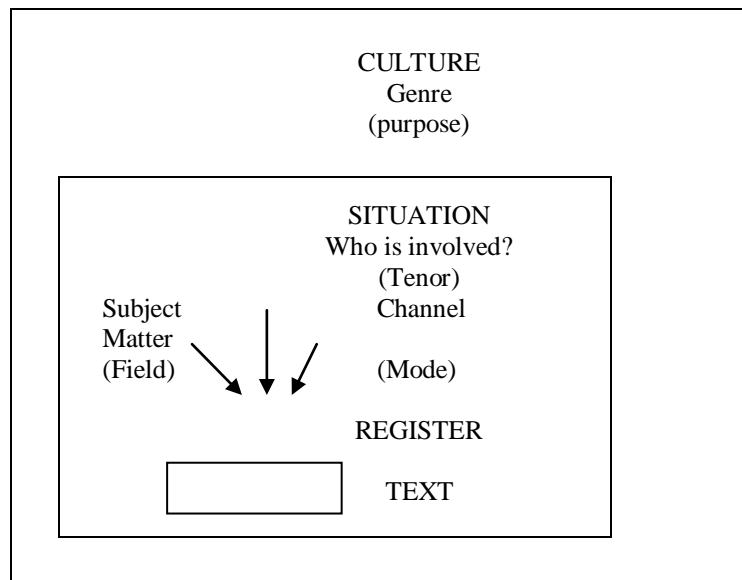 CULTURE
Genre
(purpose)
SITUATION
Who is involved?
(Tenor)
Subject Channel
Matter
(Field) (Mode)
REGISTER
TEXT